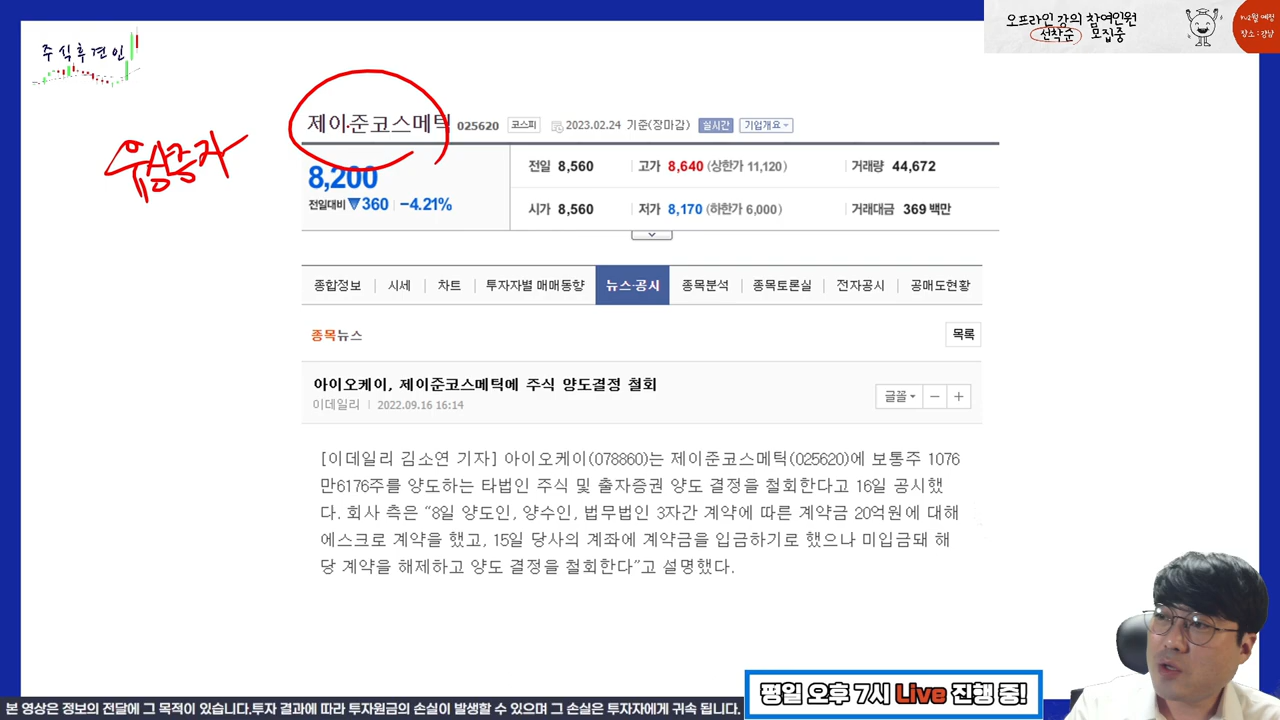 오프라인 강의 참여인원
선착순 모집중
12월 예정
장소 : 강남
주식후견인
유상증자
제이준코스메틱 025620 코스피 2023.02.24 기준(장마감) 실시간 기업개요
8,200
전일대비 ▼360 -4.21%
전일 8,560 고가 8,640 (상한가 11,120) 거래량 44,672
시가 8,560 저가 8,170 (하한가 6,000) 거래대금 369 백만
종합정보 시세 차트 투자자별 매매동향 뉴스·공시 종목분석 종목토론실 전자공시 공매도현황
종목뉴스 목록
아이오케이, 제이준코스메틱에 주식 양도결정 철회
이데일리 2022.09.16 16:14
글꼴 - +
[이데일리 김소연 기자] 아이오케이(078860)는 제이준코스메틱(025620)에 보통주 1076
만6176주를 양도하는 타법인 주식 및 출자증권 양도 결정을 철회한다고 16일 공시했
다. 회사 측은 “8일 양도인, 양수인, 법무법인 3자간 계약에 따른 계약금 20억원에 대해
에스크로 계약을 했고, 15일 당사의 계좌에 계약금을 입금하기로 했으나 미입금돼 해
당 계약을 해제하고 양도 결정을 철회한다”고 설명했다.
평일 오후 7시 Live 진행 중!
본 영상은 정보의 전달에 그 목적이 있습니다.투자 결과에 따라 투자원금의 손실이 발생할 수 있으며 그 손실은 투자자에게 귀속 됩니다.